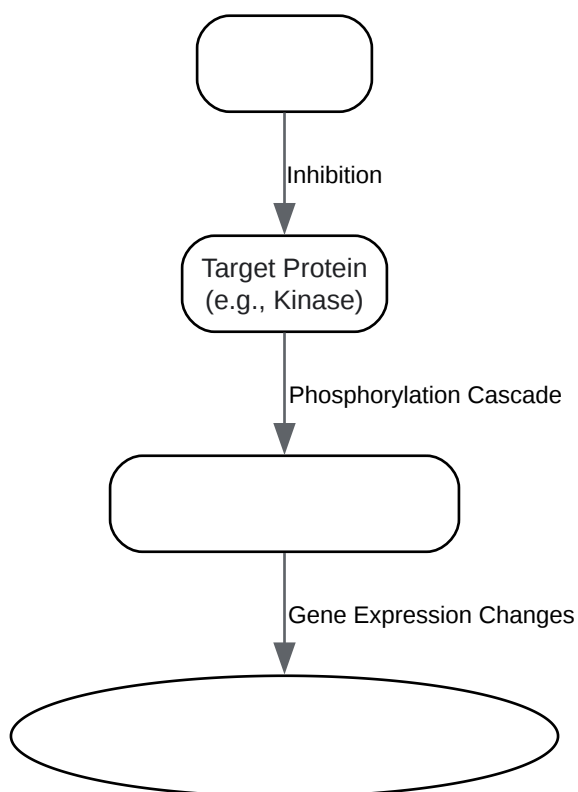 Inhibition
Target Protein
(e.g., Kinase)
Phosphorylation Cascade
Gene Expression Changes